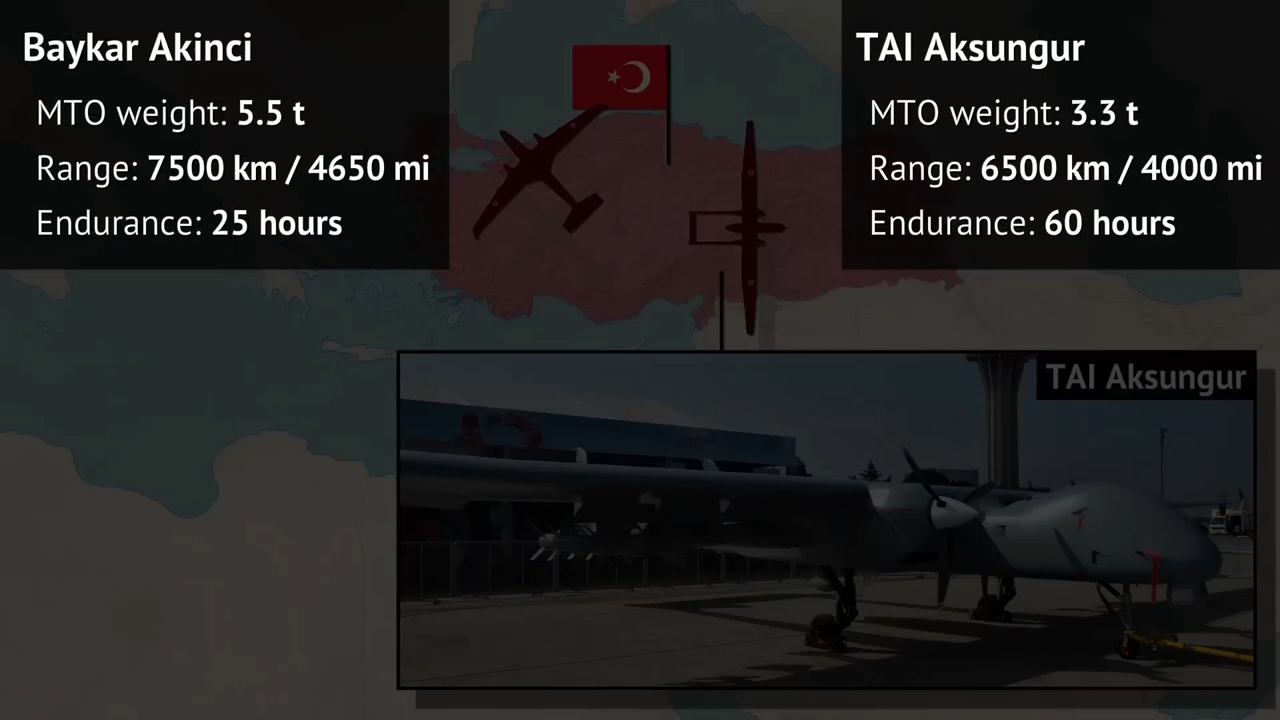 Baykar Akinci
MTO weight: 5.5 t
Range: 7500 km / 4650 mi
Endurance: 25 hours
TAI Aksungur
MTO weight: 3.3 t
Range: 6500 km / 4000 mi
Endurance: 60 hours
TAI Aksungur